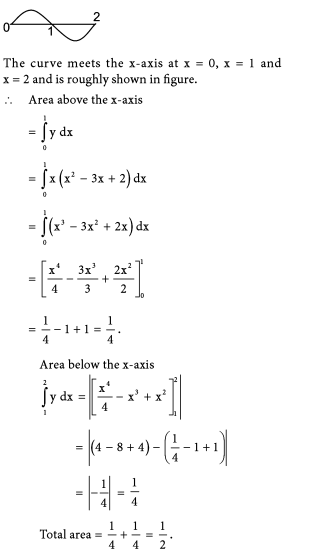 0 1 2
The curve meets the x-axis at x = 0, x = 1 and
x = 2 and is roughly shown in figure.
∴ Area above the x-axis
= ∫₀¹ y dx
= ∫₀¹ x (x² − 3x + 2) dx
= ∫₀¹ (x³ − 3x² + 2x) dx
= [x⁴/4 − 3x³/3 + 2x²/2]₀¹
= 1/4 − 1 + 1 = 1/4 .
Area below the x-axis
∫₁² y dx = |[x⁴/4 − x³ + x²]₁²|
= |(4 − 8 + 4) − (1/4 − 1 + 1)|
= |−1/4| = 1/4
Total area = 1/4 + 1/4 = 1/2 .